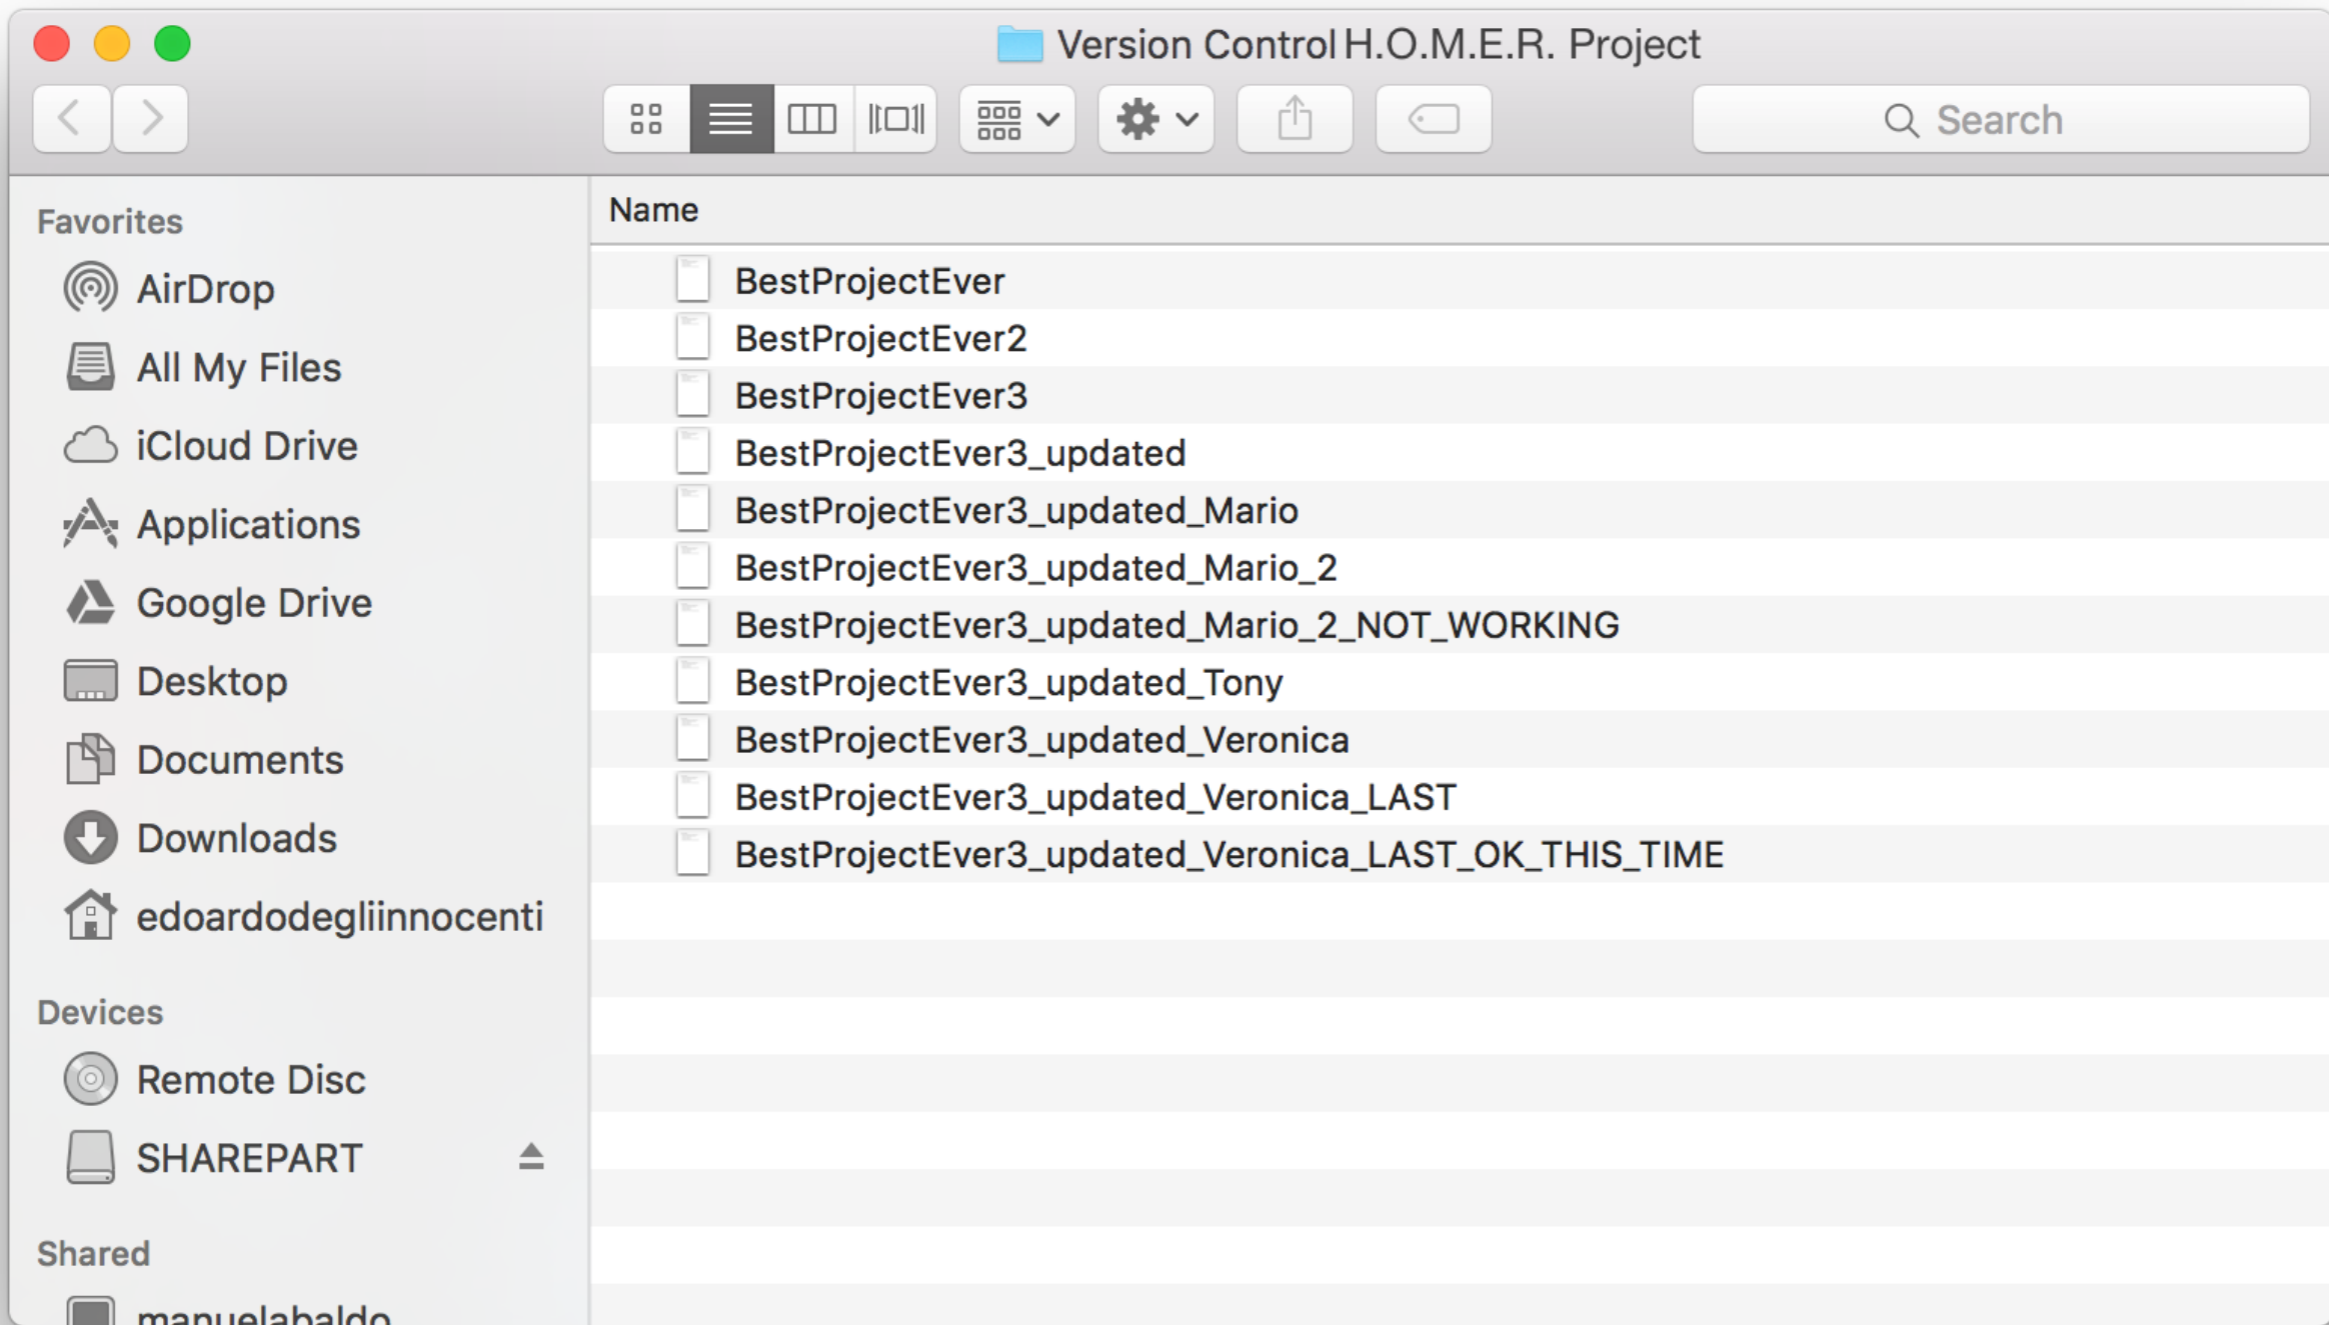 Version Control H.O.M.E.R. Project
Search
Favorites
AirDrop
All My Files
iCloud Drive
Applications
Google Drive
Desktop
Documents
Downloads
edoardodegliinnocenti
Devices
Remote Disc
SHAREPART
Shared
manuelabaldo
Name
BestProjectEver
BestProjectEver2
BestProjectEver3
BestProjectEver3_updated
BestProjectEver3_updated_Mario
BestProjectEver3_updated_Mario_2
BestProjectEver3_updated_Mario_2_NOT_WORKING
BestProjectEver3_updated_Tony
BestProjectEver3_updated_Veronica
BestProjectEver3_updated_Veronica_LAST
BestProjectEver3_updated_Veronica_LAST_OK_THIS_TIME